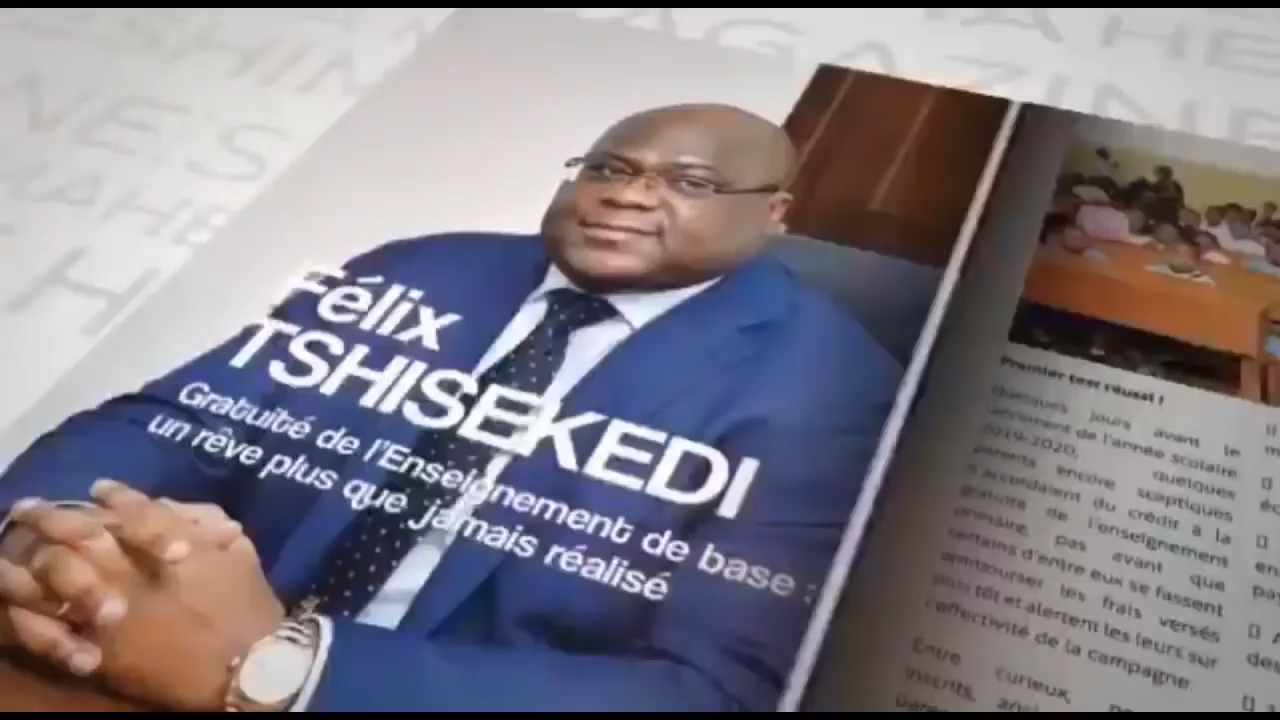 Félix
TSHISEKEDI
Gratuité de l'Enseignement de base :
un rêve plus que jamais réalisé
Premier test réussi !
Quelques jours avant le
lancement de l'année scolaire
2019-2020, quelques
parents encore sceptiques
n'accordaient du crédit à la
gratuité de l'enseignement
primaire, pas avant que
certains d'entre eux se fassent
rembourser les frais versés
plus tôt et alertent les leurs sur
l'effectivité de la campagne
Entre curieux,
inscrits,